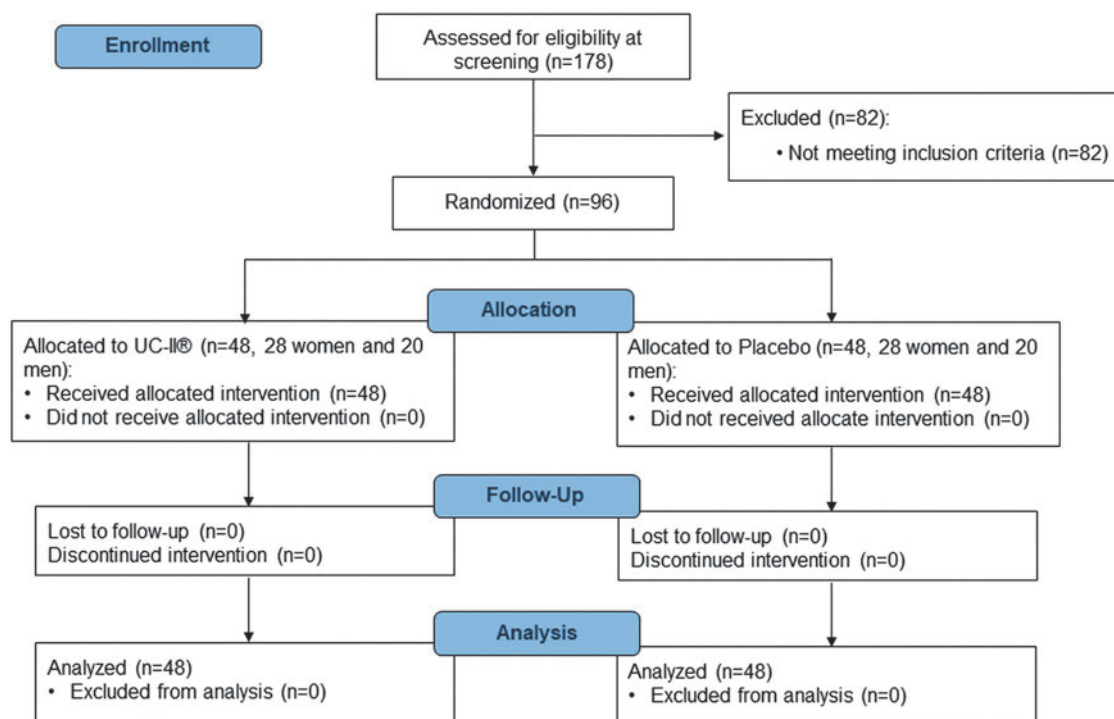 Enrollment
Assessed for eligibility at
screening (n=178)
Excluded (n=82):
• Not meeting inclusion criteria (n=82)
Randomized (n=96)
Allocation
Allocated to UC-II® (n=48, 28 women and 20
men):
• Received allocated intervention (n=48)
• Did not receive allocated intervention (n=0)
Allocated to Placebo (n=48, 28 women and 20
men):
• Received allocated intervention (n=48)
• Did not received allocate intervention (n=0)
Follow-Up
Lost to follow-up (n=0)
Discontinued intervention (n=0)
Lost to follow-up (n=0)
Discontinued intervention (n=0)
Analysis
Analyzed (n=48)
• Excluded from analysis (n=0)
Analyzed (n=48)
• Excluded from analysis (n=0)